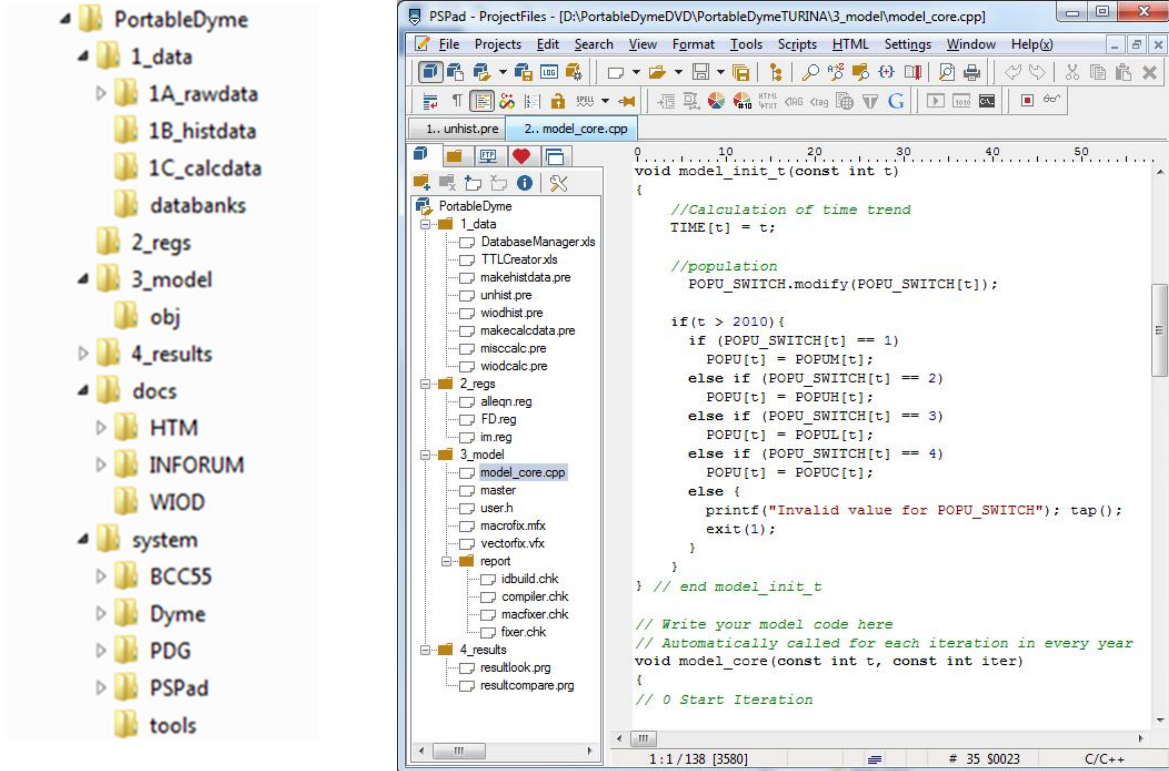 PortableDyme
1_data
1A_rawdata
1B_histdata
1C_calcdata
databanks
2_regs
3_model
obj
4_results
docs
HTM
INFORUM
WIOD
system
BCC55
Dyme
PDG
PSPad
tools
PSPad - ProjectFiles - [D:\PortableDymeDVD\PortableDymeTURINA\3_model\model_core.cpp]
File Projects Edit Search View Format Tools Scripts HTML Settings Window Help(x)
1.. unhist.pre 2.. model_core.cpp
PortableDyme
1_data
DatabaseManager.xls
TTLCreator.xls
makehistdata.pre
unhist.pre
wiodhist.pre
makecalcdata.pre
misccalc.pre
wiodcalc.pre
2_regs
alleqn.reg
FD.reg
im.reg
3_model
model_core.cpp
master
user.h
macrofix.mfx
vectorfix.vfx
report
idbuild.chk
compiler.chk
macfixer.chk
fixer.chk
4_results
resultlook.prg
resultcompare.prg
0 10 20 30 40 50
void model_init_t(const int t)
{
//Calculation of time trend
TIME[t] = t;
//population
POPU_SWITCH.modify(POPU_SWITCH[t]);
if(t > 2010){
if (POPU_SWITCH[t] == 1)
POPU[t] = POPUM[t];
else if (POPU_SWITCH[t] == 2)
POPU[t] = POPUH[t];
else if (POPU_SWITCH[t] == 3)
POPU[t] = POPUL[t];
else if (POPU_SWITCH[t] == 4)
POPU[t] = POPUC[t];
else {
printf("Invalid value for POPU_SWITCH"); tap();
exit(1);
}
}
} // end model_init_t
// Write your model code here
// Automatically called for each iteration in every year
void model_core(const int t, const int iter)
{
// 0 Start Iteration
1:1/138 [3580] # 35 $0023 C/C++